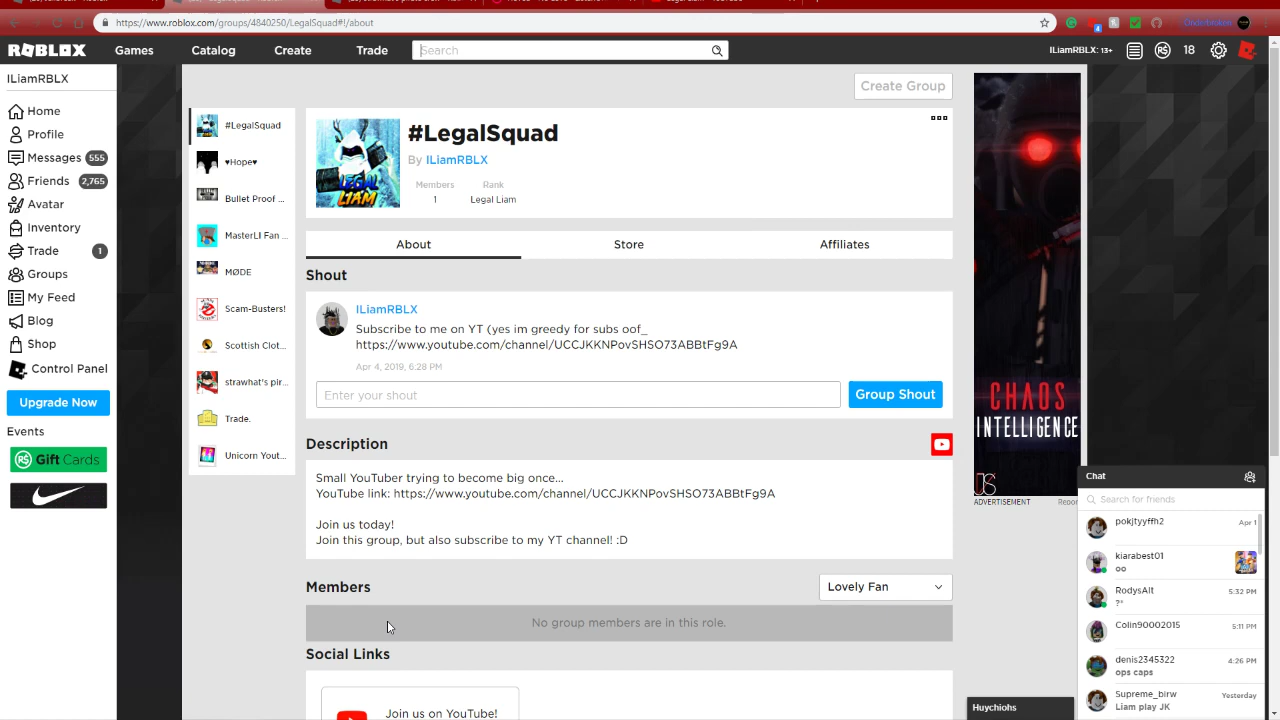 https://www.roblox.com/groups/4840250/LegalSquad#!/about
4
ROBLOX
Games
Catalog
Create
Trade
Search
ILiamRBLX: 13+
18
ILiamRBLX
Home
Profile
Messages 555
Friends 2,765
Avatar
Inventory
Trade 1
Groups
My Feed
Blog
Shop
Control Panel
Upgrade Now
Events
Gift Cards
#LegalSquad
♥Hope♥
Bullet Proof ...
MasterLI Fan ...
MØDE
Scam-Busters!
Scottish Clot...
strawhat's pir...
Trade.
Unicorn Yout...
Create Group
LEGAL
LIAM
#LegalSquad
By ILiamRBLX
Members
1
Rank
Legal Liam
About
Store
Affiliates
Shout
ILiamRBLX
Subscribe to me on YT (yes im greedy for subs oof_
https://www.youtube.com/channel/UCCJKKNPovSHSO73ABBtFg9A
Apr 4, 2019, 6:28 PM
Enter your shout
Group Shout
Description
Small YouTuber trying to become big once...
YouTube link: https://www.youtube.com/channel/UCCJKKNPovSHSO73ABBtFg9A
Join us today!
Join this group, but also subscribe to my YT channel! :D
Members
Lovely Fan
No group members are in this role.
Social Links
Join us on YouTube!
CHAOS
INTELLIGENCE
JS
ADVERTISEMENT
Repor
Chat
Search for friends
pokjtyyffh2
Apr 1
kiarabest01
oo
RodysAlt
5:32 PM
?"
Colin90002015
5:11 PM
denis2345322
4:26 PM
ops caps
Supreme_birw
Yesterday
Liam play JK
Huychiohs